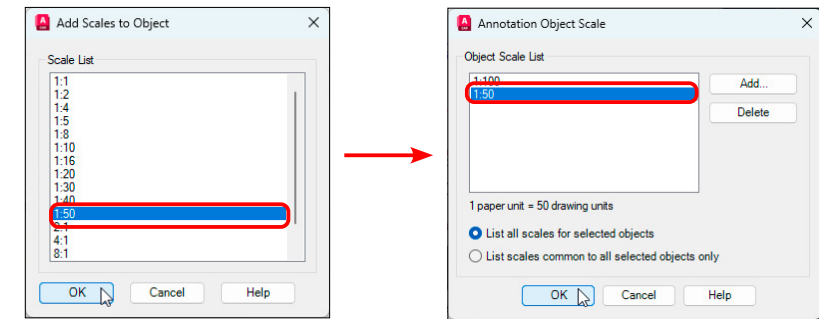 Add Scales to Object
Scale List
1:1
1:2
1:4
1:5
1:8
1:10
1:16
1:20
1:30
1:40
1:50
2:1
4:1
8:1
OK
Cancel
Help
Annotation Object Scale
Object Scale List
1:100
1:50
Add...
Delete
1 paper unit = 50 drawing units
List all scales for selected objects
List scales common to all selected objects only
OK
Cancel
Help